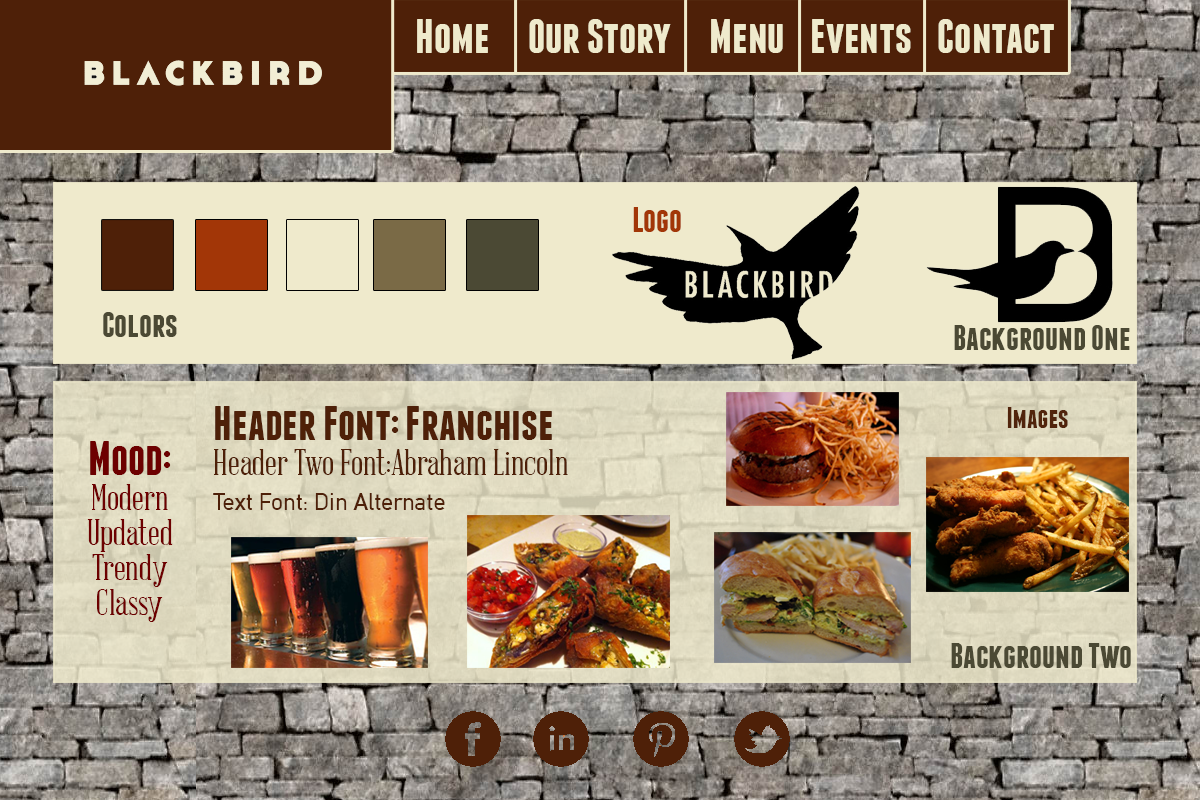 BLACKBIRD
Home
Our Story
Menu
Events
Contact
Logo
BLACKBIRD
B
Colors
Background One
Header Font: Franchise
Header Two Font:Abraham Lincoln
Text Font: Din Alternate
Mood:
Modern
Updated
Trendy
Classy
Images
Background Two
f
in
p